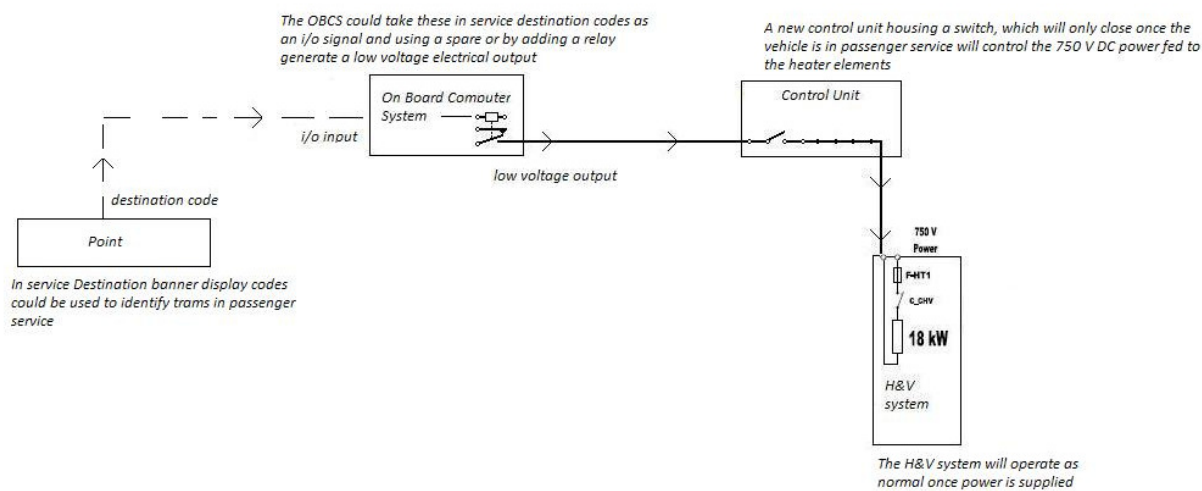 The OBCS could take these in service destination codes as
an i/o signal and using a spare or by adding a relay
generate a low voltage electrical output
A new control unit housing a switch, which will only close once the
vehicle is in passenger service will control the 750 V DC power fed to
the heater elements
On Board Computer
System
Control Unit
i/o input
low voltage output
destination code
Point
In service Destination banner display codes
could be used to identify trams in passenger
service
750 V
Power
F-HT1
C_CHV
18 kW
H&V
system
The H&V system will operate as
normal once power is supplied